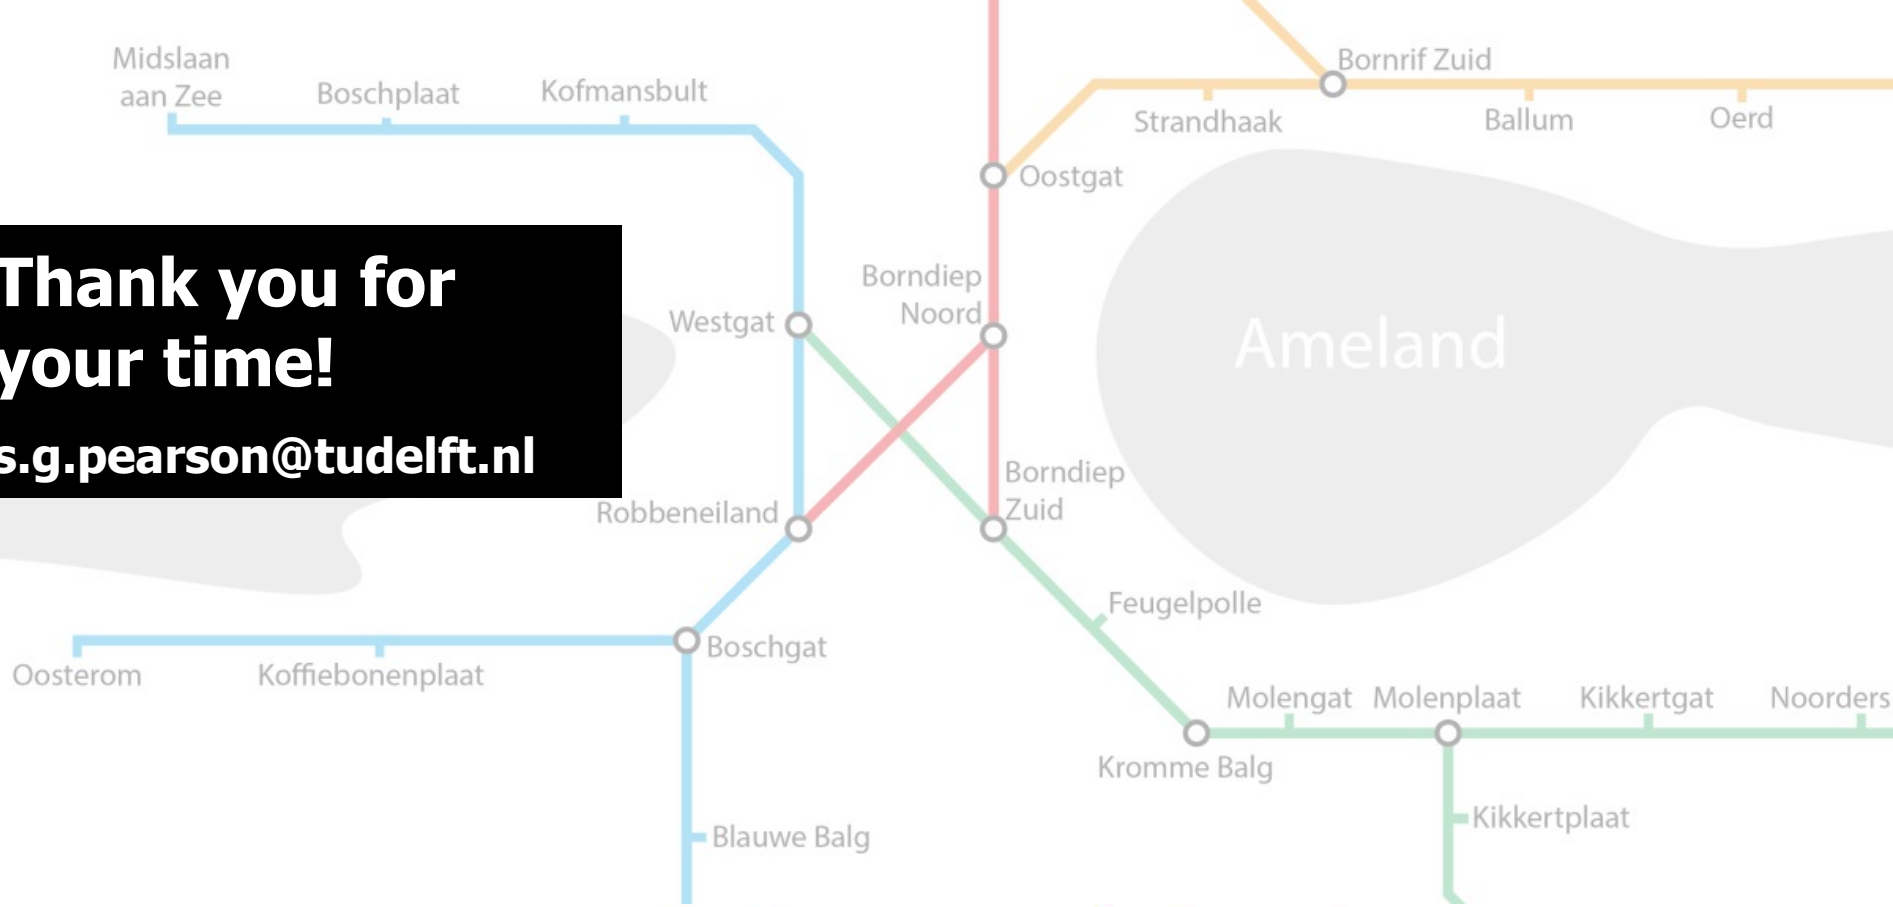 Midslaan
aan Zee
Boschplaat
Kofmansbult
Bornrif Zuid
Strandhaak
Ballum
Oerd
Oostgat
Thank you for
your time!
s.g.pearson@tudelft.nl
Borndiep
Noord
Westgat
Ameland
Borndiep
Zuid
Robbeneiland
Feugelpolle
Boschgat
Oosterom
Koffiebonenplaat
Molengat
Molenplaat
Kikkertgat
Noorders
Kromme Balg
Kikkertplaat
Blauwe Balg